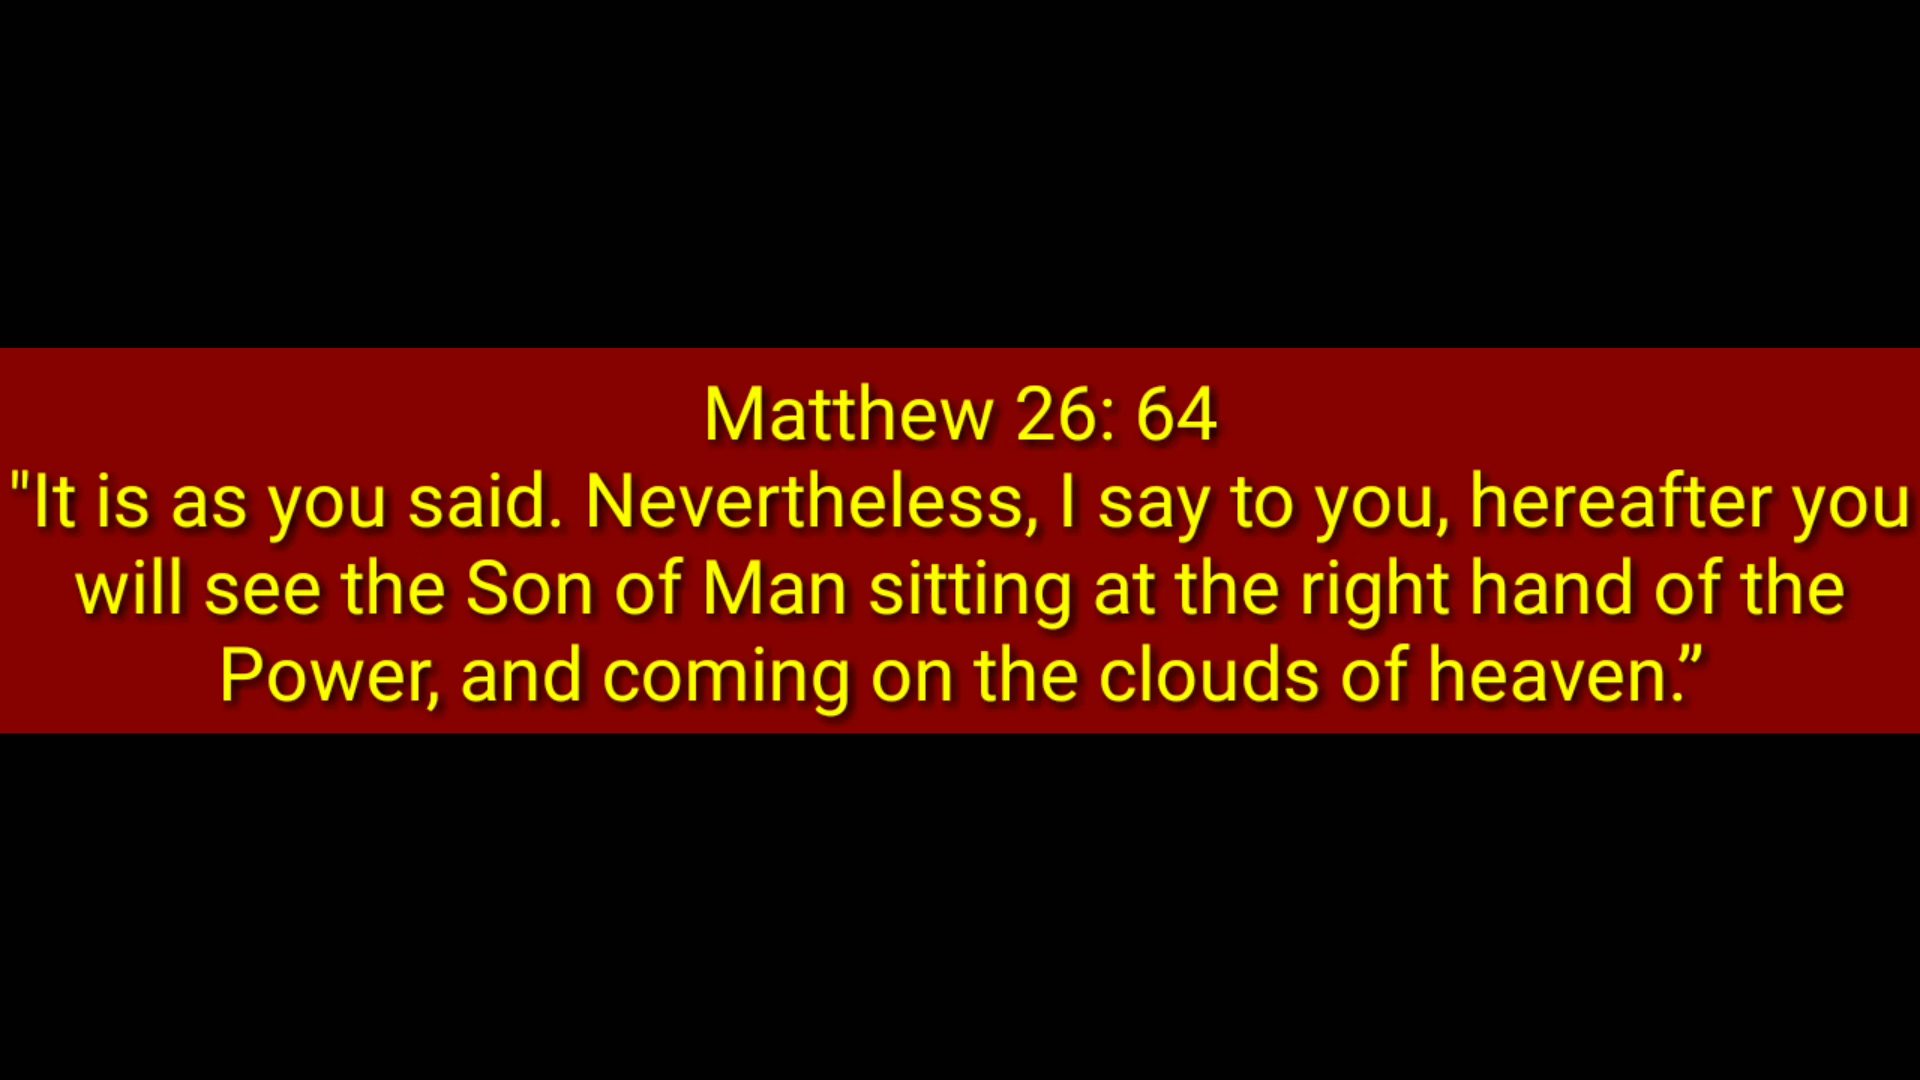 Matthew 26: 64
"It is as you said. Nevertheless, I say to you, hereafter you
will see the Son of Man sitting at the right hand of the
Power, and coming on the clouds of heaven.”